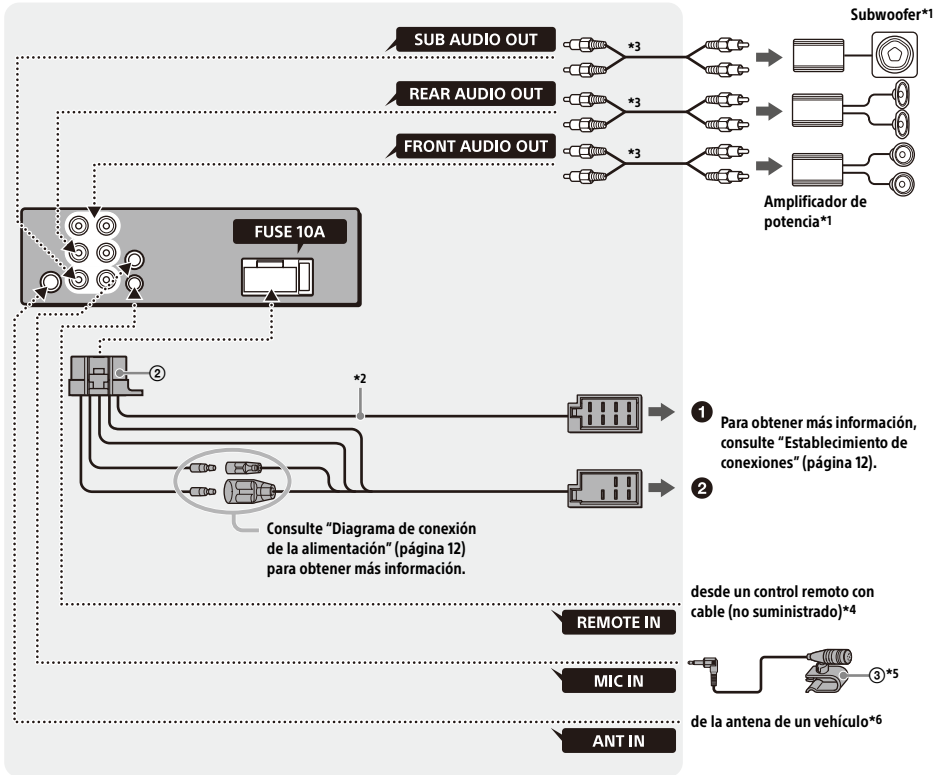 Subwoofer*1
SUB AUDIO OUT
*3
REAR AUDIO OUT
*3
FRONT AUDIO OUT
*3
Amplificador de
potencia*1
FUSE 10A
②
*2
❶
Para obtener más información,
consulte “Establecimiento de
conexiones” (página 12).
❷
Consulte “Diagrama de conexión
de la alimentación” (página 12)
para obtener más información.
desde un control remoto con
cable (no suministrado)*4
REMOTE IN
MIC IN
③*5
de la antena de un vehículo*6
ANT IN